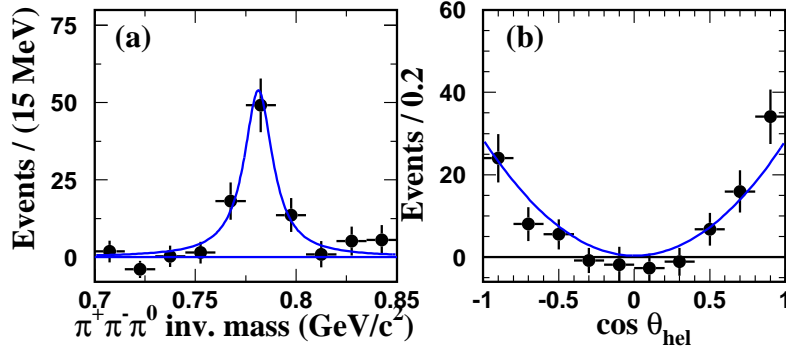 Events / (15 MeV)
75
50
25
0
(a)
0.7
0.75
0.8
0.85
π⁺π⁻π⁰ inv. mass (GeV/c²)
Events / 0.2
60
40
20
0
(b)
-1
-0.5
0
0.5
1
cos θhel